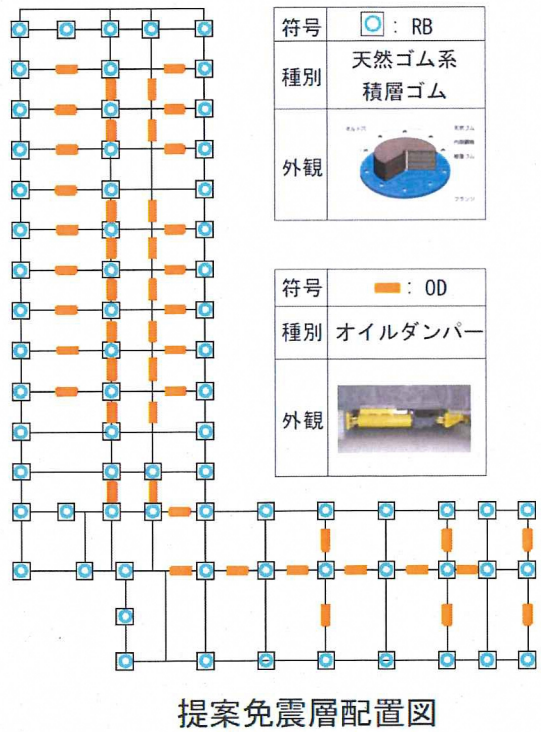 符号 : RB
種別 天然ゴム系
積層ゴム
外観
符号 : OD
種別 オイルダンパー
外観
提案免震層配置図